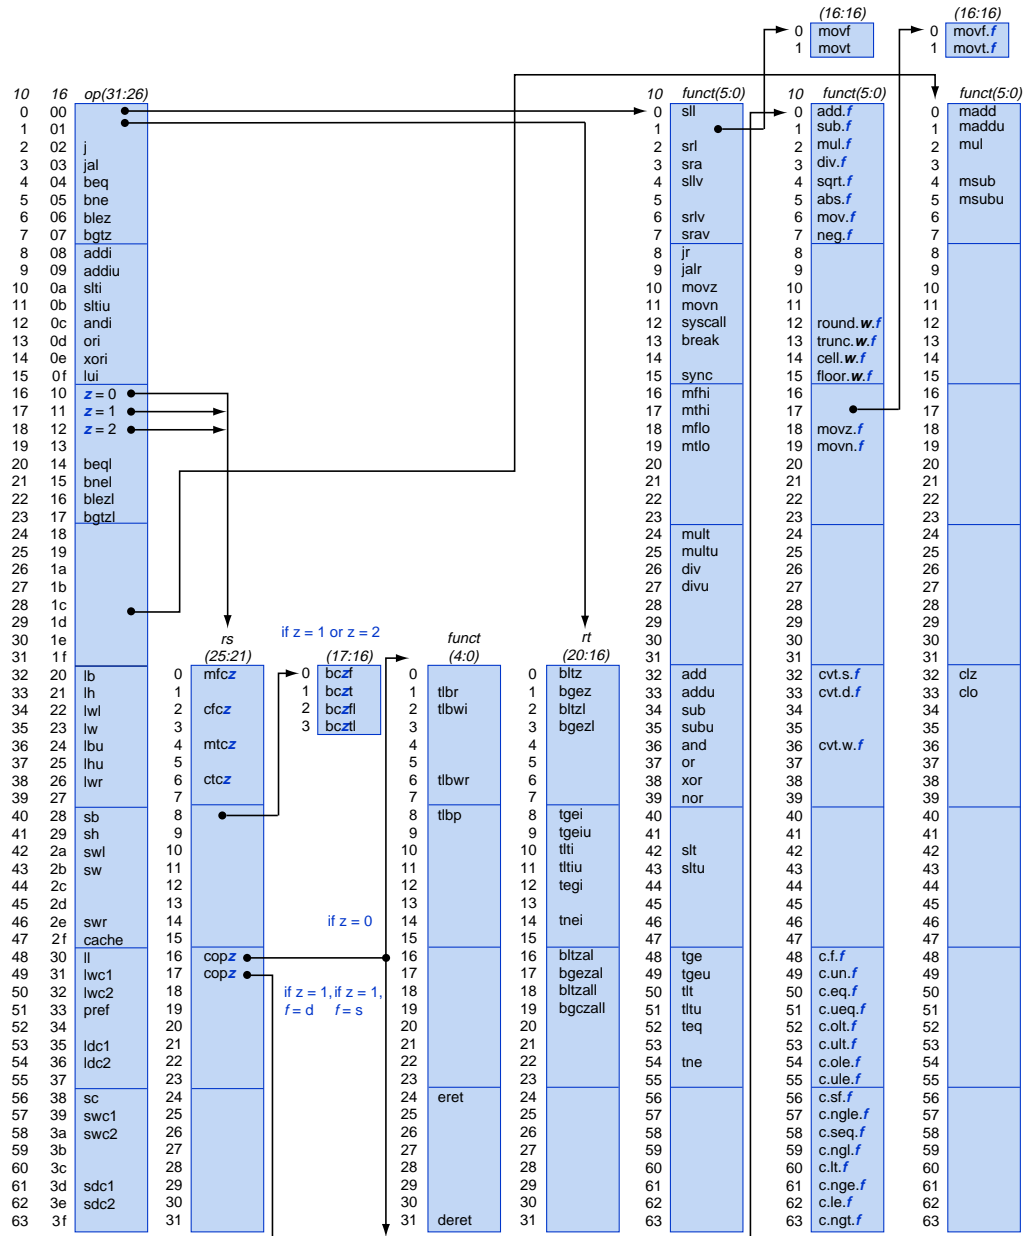 (16:16) (16:16)
0 movf 0 movf.f
1 movt 1 movt.f
10 16 op(31:26) 10 funct(5:0) 10 funct(5:0) funct(5:0)
0 00 0 sll 0 add.f 0 madd
1 01 1 1 sub.f 1 maddu
2 02 j 2 srl 2 mul.f 2 mul
3 03 jal 3 sra 3 div.f 3
4 04 beq 4 sllv 4 sqrt.f 4 msub
5 05 bne 5 5 abs.f 5 msubu
6 06 blez 6 srlv 6 mov.f 6
7 07 bgtz 7 srav 7 neg.f 7
8 08 addi 8 jr 8 8
9 09 addiu 9 jalr 9 9
10 0a slti 10 movz 10 10
11 0b sltiu 11 movn 11 11
12 0c andi 12 syscall 12 round.w.f 12
13 0d ori 13 break 13 trunc.w.f 13
14 0e xori 14 14 cell.w.f 14
15 0f lui 15 sync 15 floor.w.f 15
16 10 z = 0 16 mfhi 16 16
17 11 z = 1 17 mthi 17 17
18 12 z = 2 18 mflo 18 movz.f 18
19 13 19 mtlo 19 movn.f 19
20 14 beql 20 20 20
21 15 bnel 21 21 21
22 16 blezl 22 22 22
23 17 bgtzl 23 23 23
24 18 24 mult 24 24
25 19 25 multu 25 25
26 1a 26 div 26 26
27 1b 27 divu 27 27
28 1c 28 28 28
29 1d 29 29 29
30 1e rs if z = 1 or z = 2 funct rt 30 30 30
31 1f (25:21) (17:16) (4:0) (20:16) 31 31 31
32 20 lb 0 mfcz 0 bczf 0 0 bltz 32 add 32 cvt.s.f 32 clz
33 21 lh 1 1 bczt 1 tlbr 1 bgez 33 addu 33 cvt.d.f 33 clo
34 22 lwl 2 cfcz 2 bczfl 2 tlbwi 2 bltzl 34 sub 34 34
35 23 lw 3 3 bcztl 3 3 bgezl 35 subu 35 35
36 24 lbu 4 mtcz 4 4 36 and 36 cvt.w.f 36
37 25 lhu 5 5 5 37 or 37 37
38 26 lwr 6 ctcz 6 tlbwr 6 38 xor 38 38
39 27 7 7 7 39 nor 39 39
40 28 sb 8 8 tlbp 8 tgei 40 40 40
41 29 sh 9 9 9 tgeiu 41 41 41
42 2a swl 10 10 10 tlti 42 slt 42 42
43 2b sw 11 11 11 tltiu 43 sltu 43 43
44 2c 12 12 12 tegi 44 44 44
45 2d 13 13 13 45 45 45
46 2e swr 14 if z = 0 14 14 tnei 46 46 46
47 2f cache 15 15 15 47 47 47
48 30 ll 16 copz 16 16 bltzal 48 tge 48 c.f.f 48
49 31 lwc1 17 copz 17 17 bgezal 49 tgeu 49 c.un.f 49
50 32 lwc2 18 if z = 1, if z = 1, 18 18 bltzall 50 tlt 50 c.eq.f 50
51 33 pref 19 f = d f = s 19 19 bgczall 51 tltu 51 c.ueq.f 51
52 34 20 20 20 52 teq 52 c.olt.f 52
53 35 ldc1 21 21 21 53 53 c.ult.f 53
54 36 ldc2 22 22 22 54 tne 54 c.ole.f 54
55 37 23 23 23 55 55 c.ule.f 55
56 38 sc 24 24 eret 24 56 56 c.sf.f 56
57 39 swc1 25 25 25 57 57 c.ngle.f 57
58 3a swc2 26 26 26 58 58 c.seq.f 58
59 3b 27 27 27 59 59 c.ngl.f 59
60 3c 28 28 28 60 60 c.lt.f 60
61 3d sdc1 29 29 29 61 61 c.nge.f 61
62 3e sdc2 30 30 30 62 62 c.le.f 62
63 3f 31 31 deret 31 63 63 c.ngt.f 63